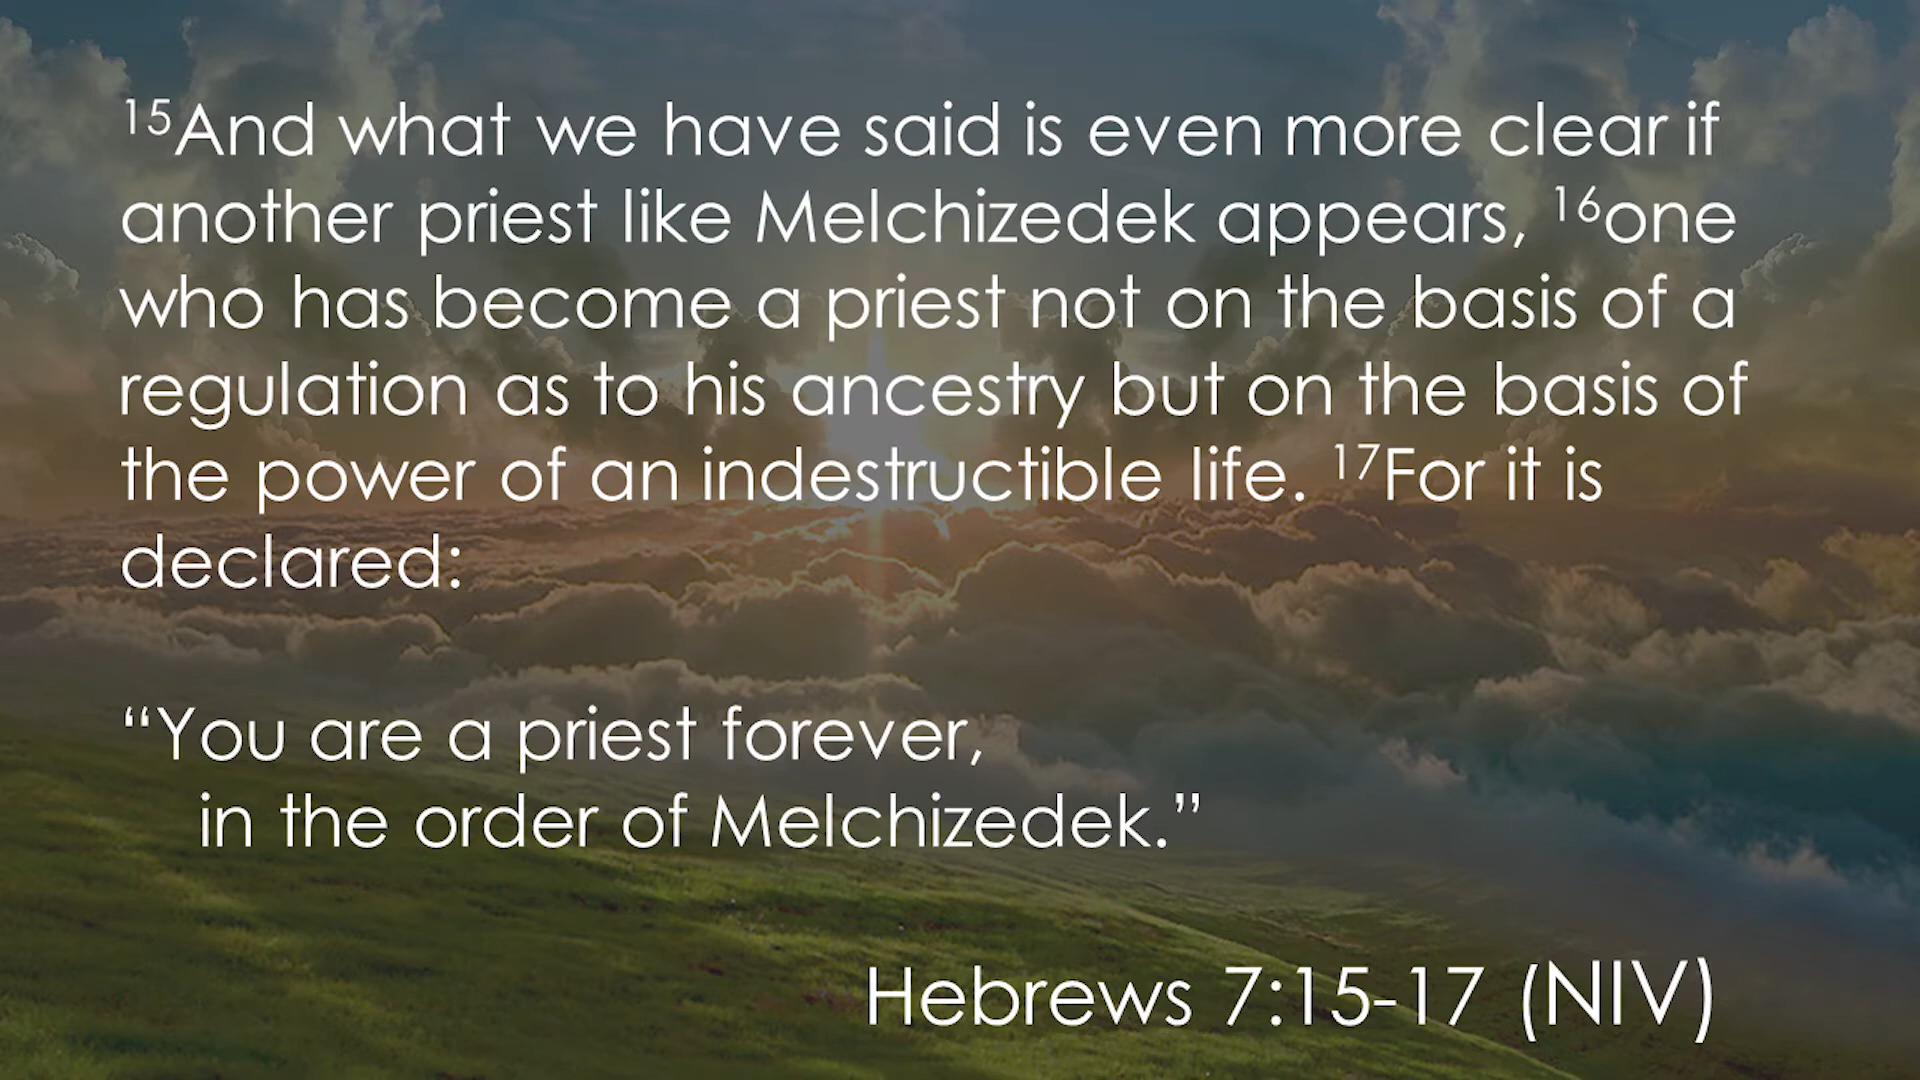 ¹⁵And what we have said is even more clear if
another priest like Melchizedek appears, ¹⁶one
who has become a priest not on the basis of a
regulation as to his ancestry but on the basis of
the power of an indestructible life. ¹⁷For it is
declared:
“You are a priest forever,
in the order of Melchizedek.”
Hebrews 7:15-17 (NIV)